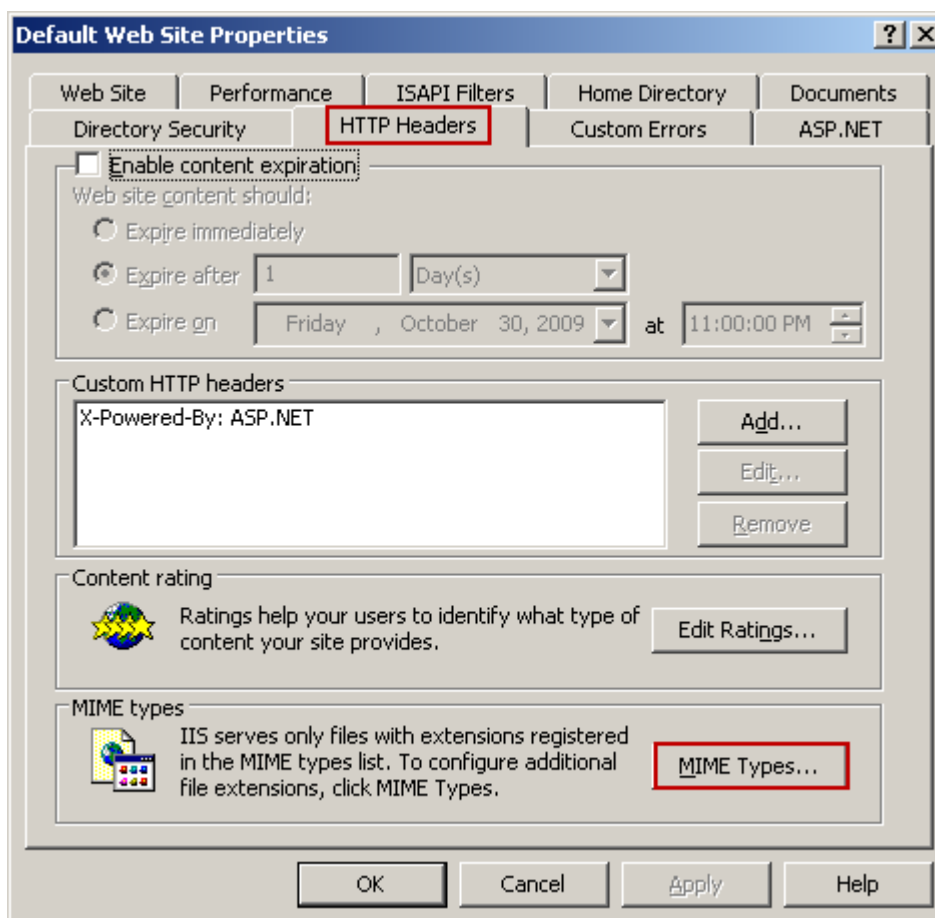 Default Web Site Properties
Web Site Performance ISAPI Filters Home Directory Documents
Directory Security HTTP Headers Custom Errors ASP.NET
Enable content expiration
Web site content should:
Expire immediately
Expire after 1 Day(s)
Expire on Friday , October 30, 2009 at 11:00:00 PM
Custom HTTP headers
X-Powered-By: ASP.NET
Add...
Edit...
Remove
Content rating
Ratings help your users to identify what type of
content your site provides.
Edit Ratings...
MIME types
IIS serves only files with extensions registered
in the MIME types list. To configure additional
file extensions, click MIME Types.
MIME Types...
OK Cancel Apply Help